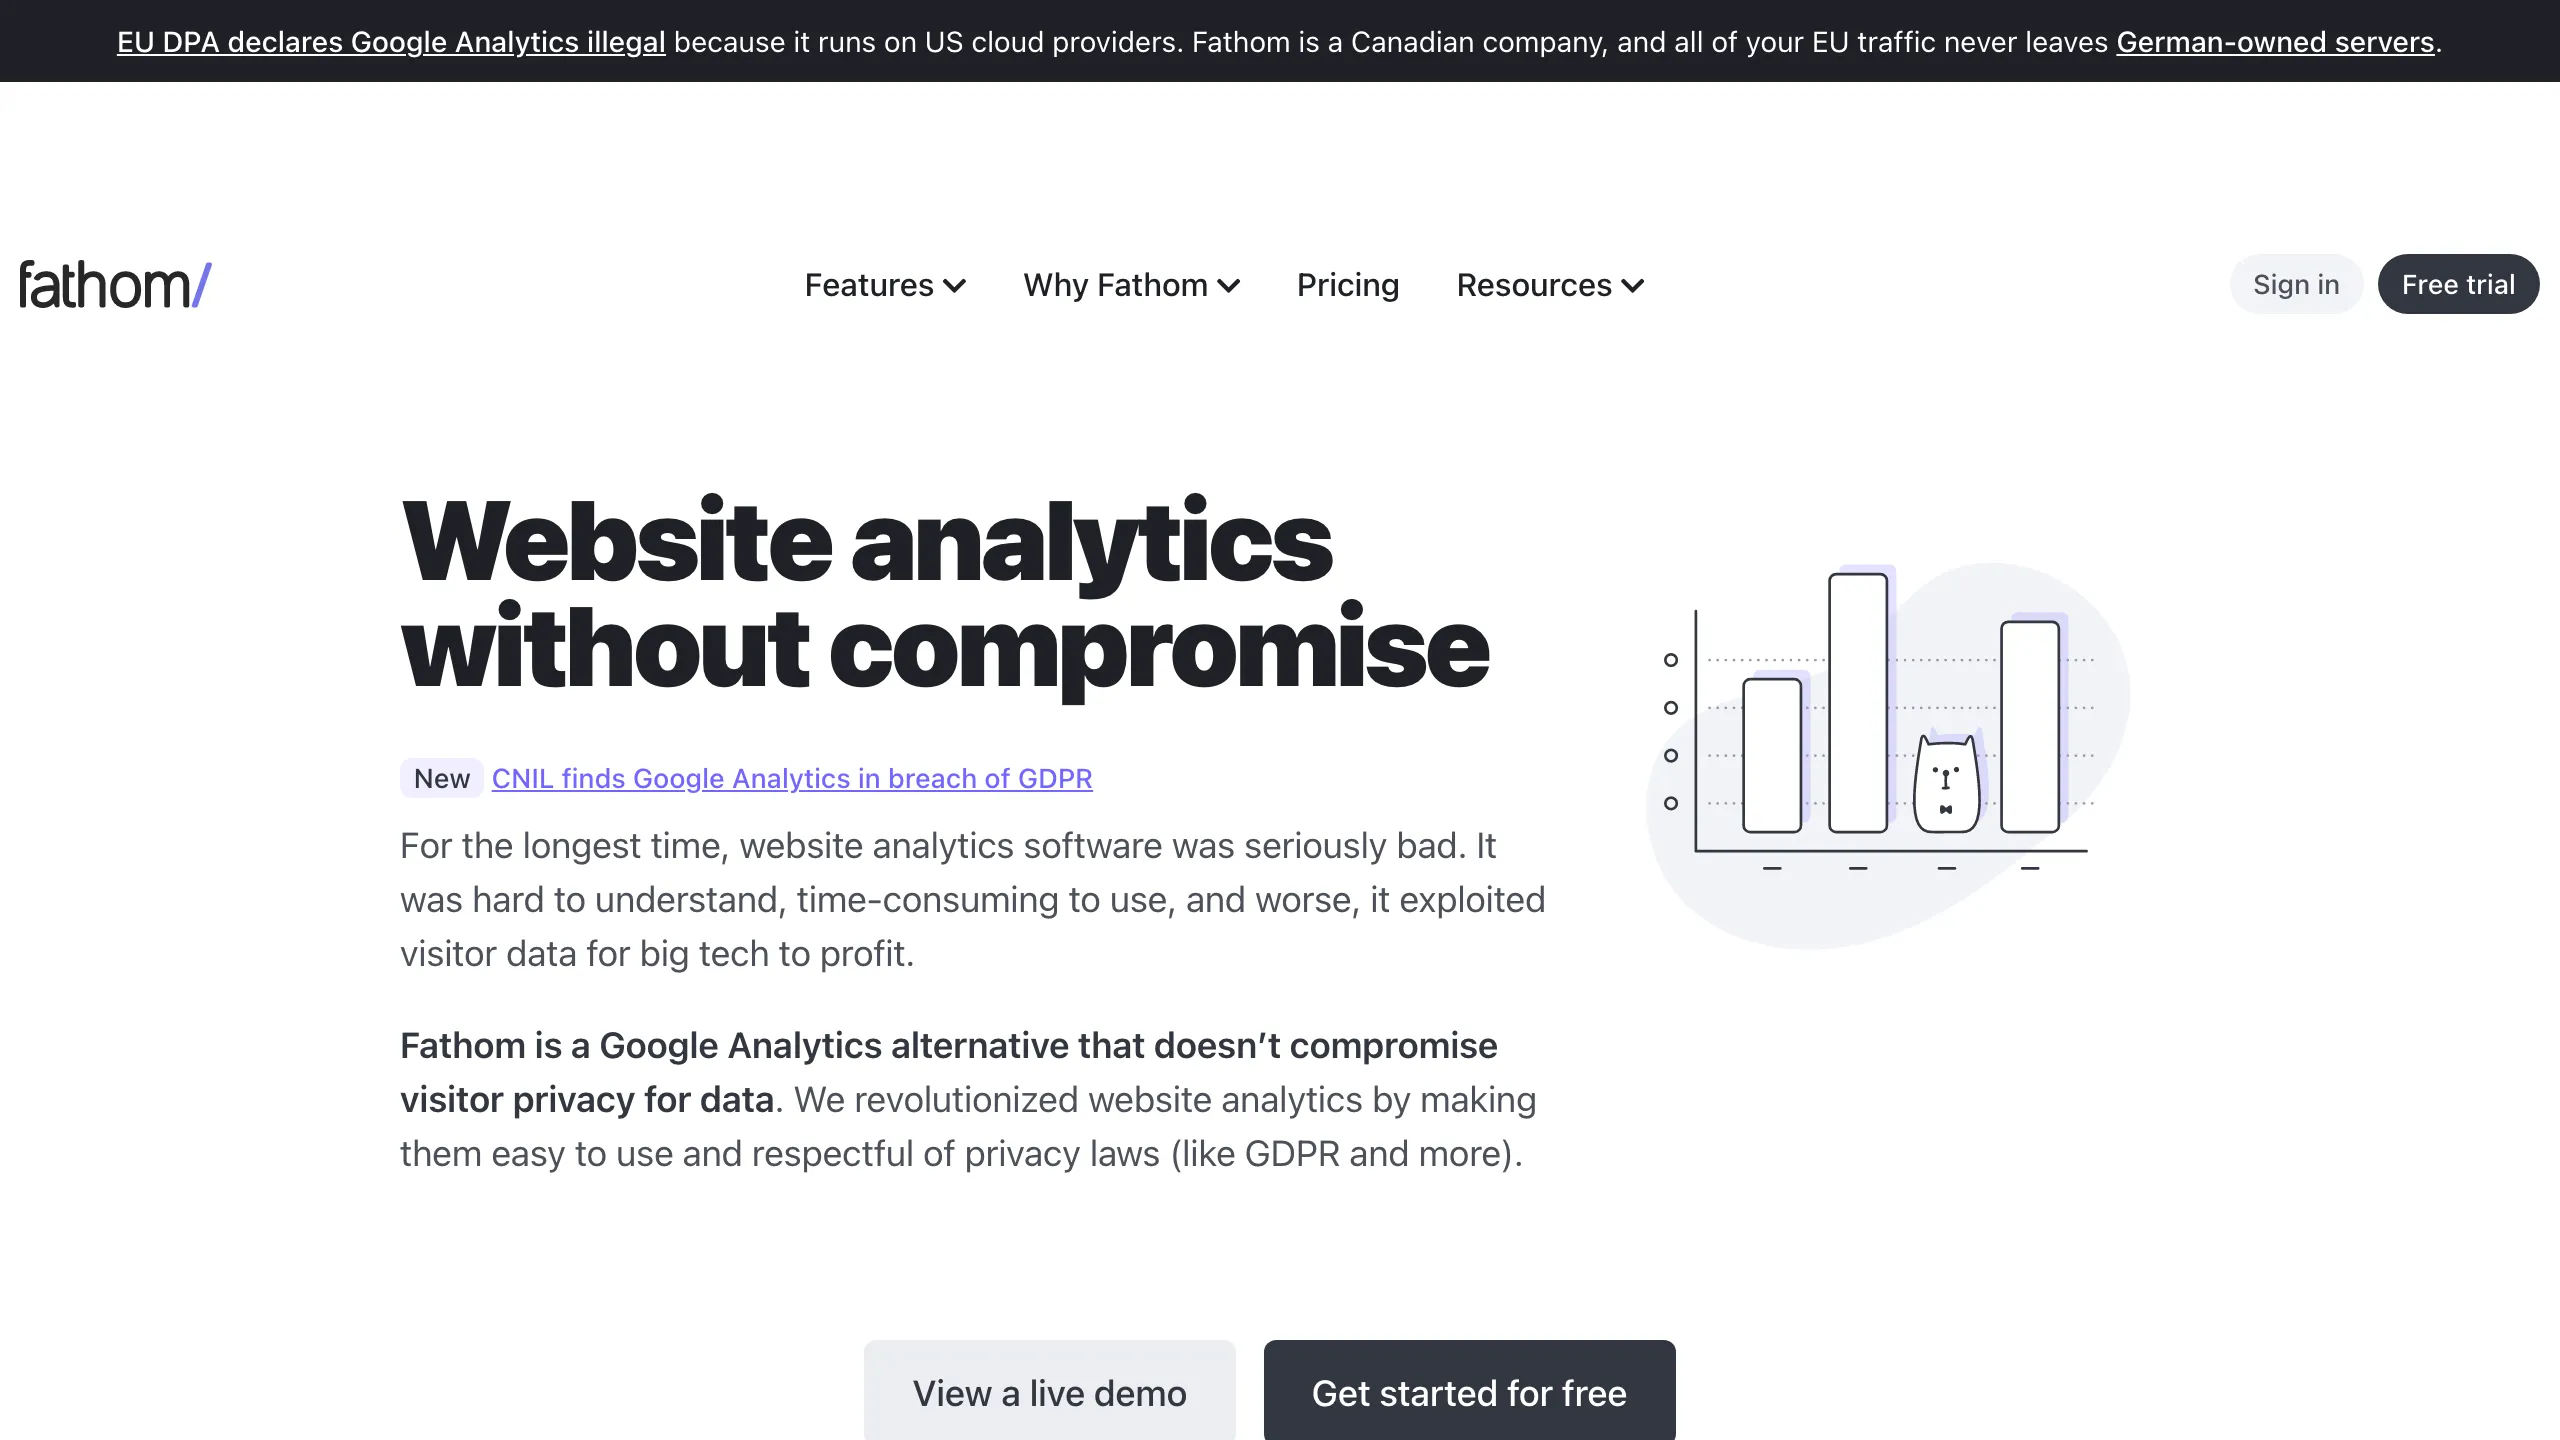 EU DPA declares Google Analytics illegal because it runs on US cloud providers. Fathom is a Canadian company, and all of your EU traffic never leaves German-owned servers.
fathom/
Features
Why Fathom
Pricing
Resources
Sign in
Free trial
Website analytics
without compromise
New CNIL finds Google Analytics in breach of GDPR
For the longest time, website analytics software was seriously bad. It
was hard to understand, time-consuming to use, and worse, it exploited
visitor data for big tech to profit.
Fathom is a Google Analytics alternative that doesn’t compromise
visitor privacy for data. We revolutionized website analytics by making
them easy to use and respectful of privacy laws (like GDPR and more).
View a live demo
Get started for free